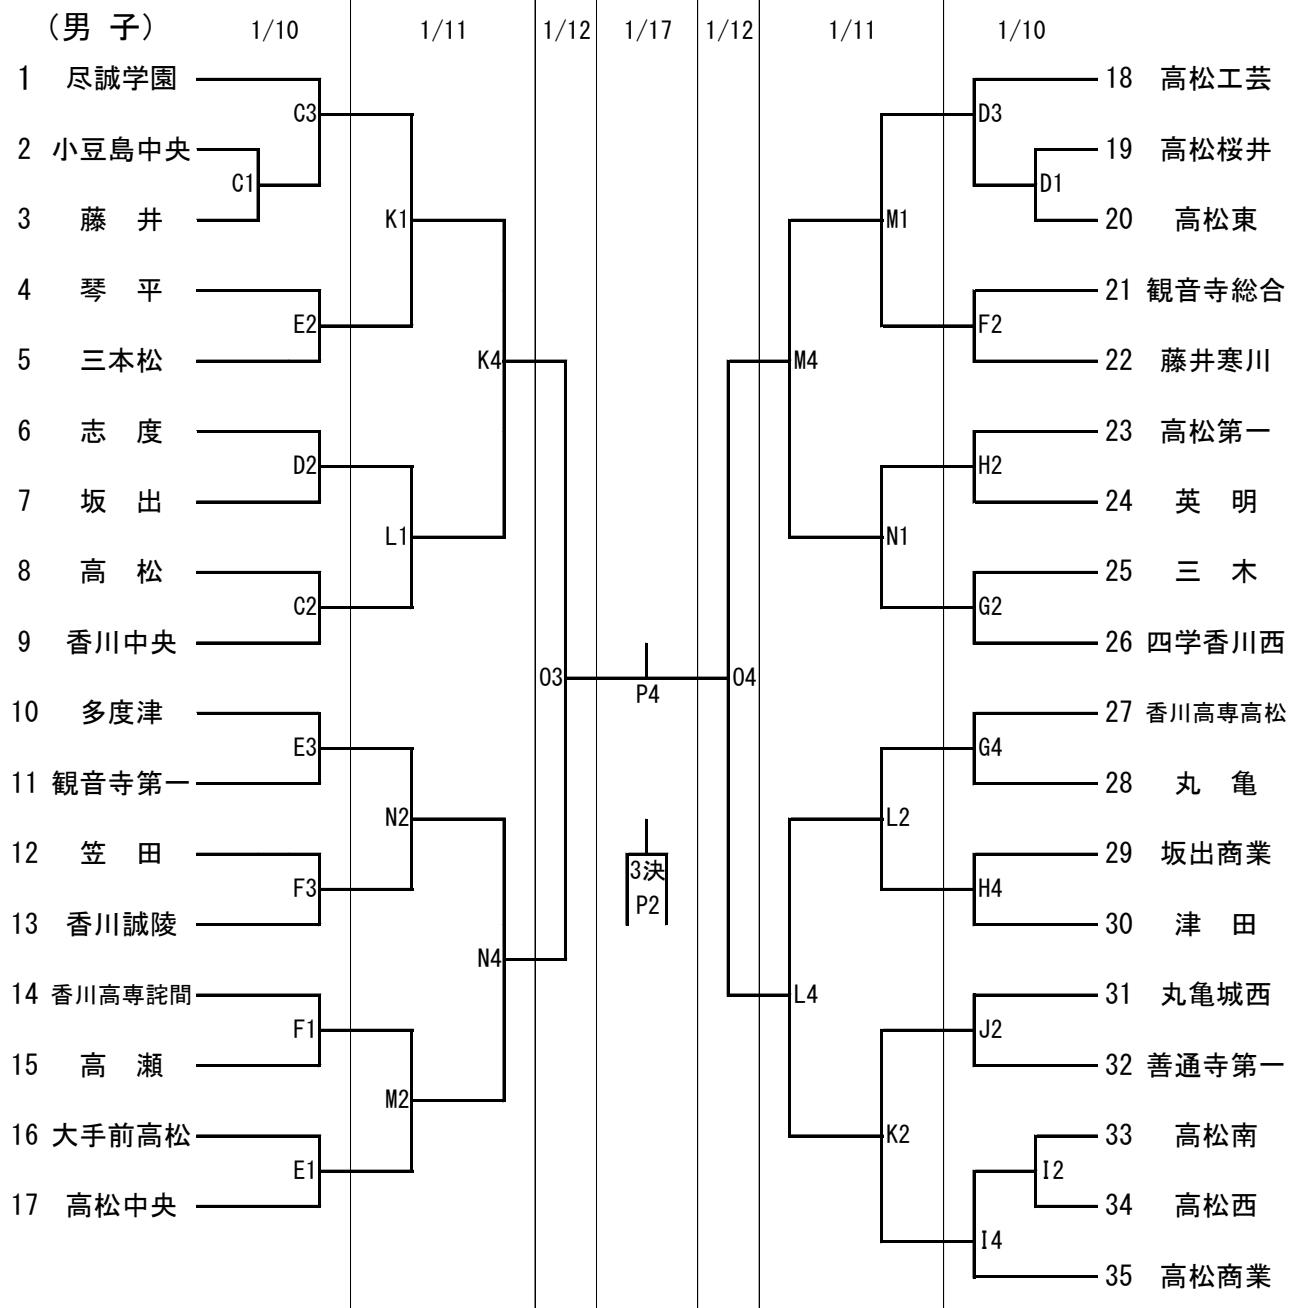 （男 子）
1/10 1/11 1/12 1/17 1/12 1/11 1/10
1 尽誠学園
2 小豆島中央
3 藤 井
4 琴 平
5 三本松
6 志 度
7 坂 出
8 高 松
9 香川中央
10 多度津
11 観音寺第一
12 笠 田
13 香川誠陵
14 香川高専詫間
15 高 瀬
16 大手前高松
17 高松中央
C3
C1
K1
E2
K4
D2
L1
C2
O3
E3
N2
F3
N4
F1
M2
E1
P4
3決
P2
D3
D1
M1
F2
M4
H2
N1
G2
O4
G4
L2
H4
L4
J2
K2
I2
I4
18 高松工芸
19 高松桜井
20 高松東
21 観音寺総合
22 藤井寒川
23 高松第一
24 英 明
25 三 木
26 四学香川西
27 香川高専高松
28 丸 亀
29 坂出商業
30 津 田
31 丸亀城西
32 善通寺第一
33 高松南
34 高松西
35 高松商業